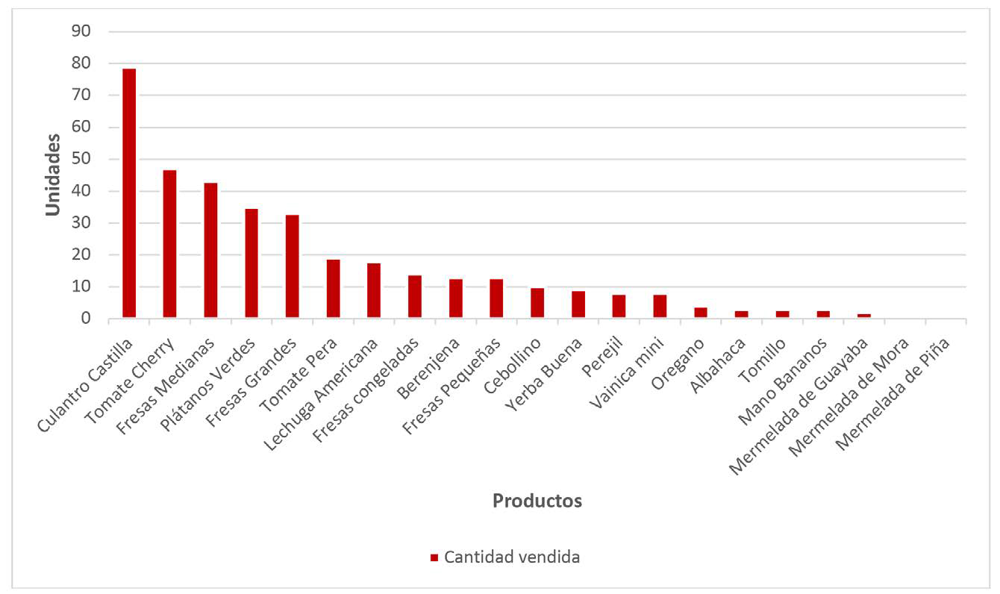 90
80
70
60
50
40
30
20
10
0
Unidades
Culantro Castilla
Tomate Cherry
Fresas Medianas
Plátanos Verdes
Fresas Grandes
Tomate Pera
Lechuga Americana
Fresas congeladas
Berenjena
Fresas Pequeñas
Cebollino
Yerba Buena
Perejil
Vainica mini
Oregano
Albahaca
Tomillo
Mano Bananos
Mermelada de Guayaba
Mermelada de Mora
Mermelada de Piña
Productos
Cantidad vendida